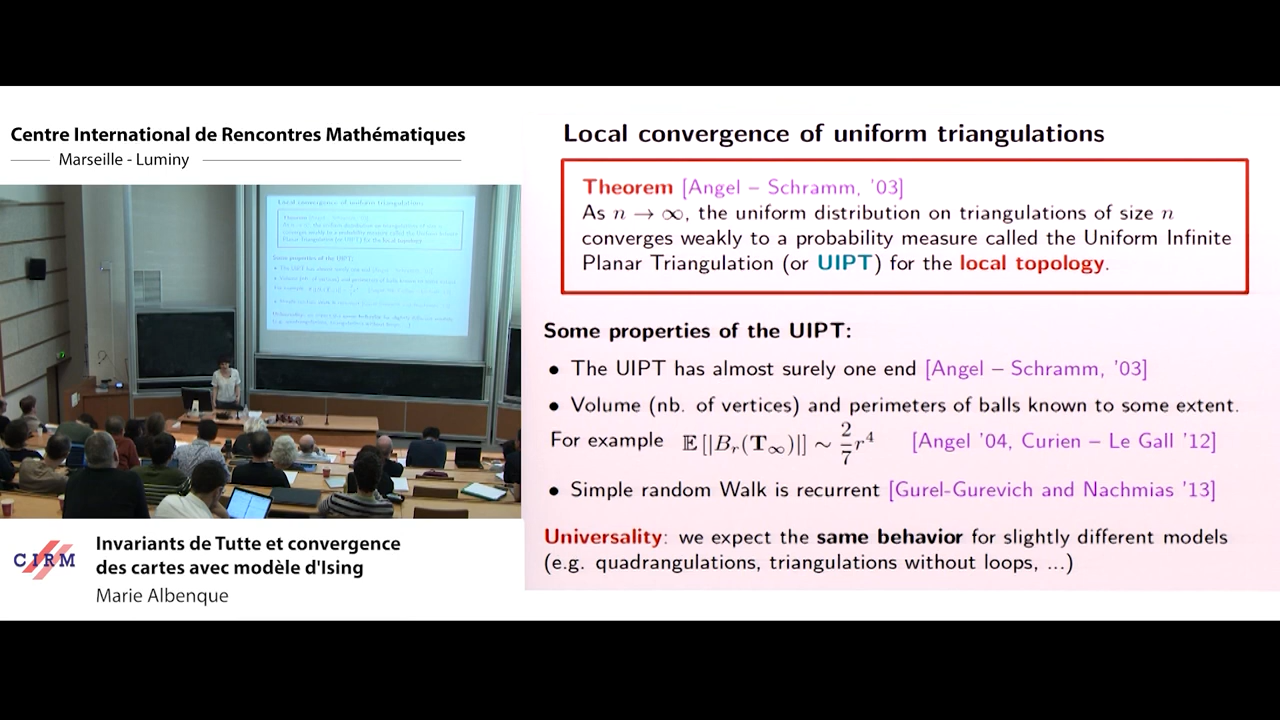 Centre International de Rencontres Mathématiques
Marseille - Luminy
CIRM
Invariants de Tutte et convergence
des cartes avec modèle d'Ising
Marie Albenque
Local convergence of uniform triangulations
Theorem [Angel – Schramm, '03]
As n → ∞, the uniform distribution on triangulations of size n
converges weakly to a probability measure called the Uniform Infinite
Planar Triangulation (or UIPT) for the local topology.
Some properties of the UIPT:
• The UIPT has almost surely one end [Angel – Schramm, '03]
• Volume (nb. of vertices) and perimeters of balls known to some extent.
For example 𝔼[|B_r(T_∞)|] ∼ 2/7 r⁴ [Angel '04, Curien – Le Gall '12]
• Simple random Walk is recurrent [Gurel-Gurevich and Nachmias '13]
Universality: we expect the same behavior for slightly different models
(e.g. quadrangulations, triangulations without loops, ...)